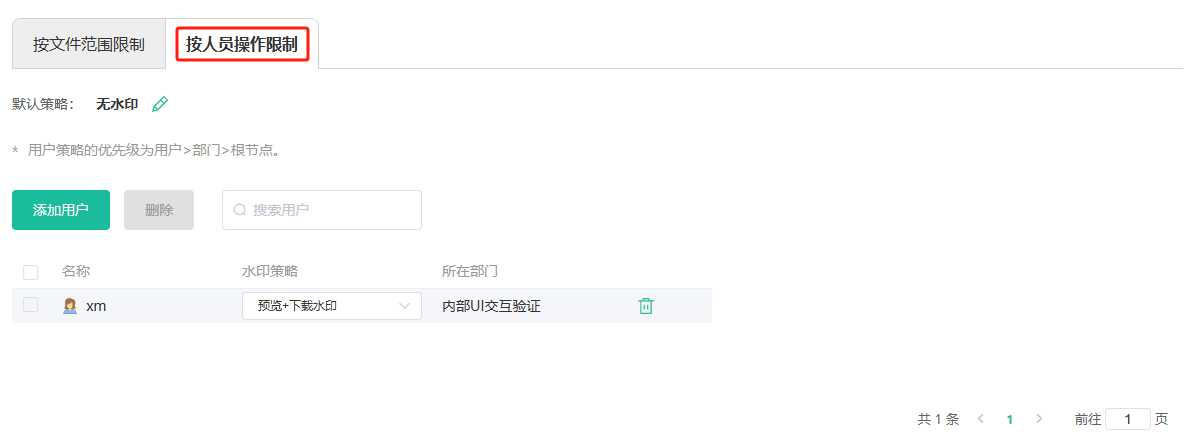 按文件范围限制 按人员操作限制
默认策略： 无水印
* 用户策略的优先级为用户>部门>根节点。
添加用户 删除 搜索用户
名称 水印策略 所在部门
xm 预览+下载水印 内部UI交互验证
共 1 条 1 前往 1 页